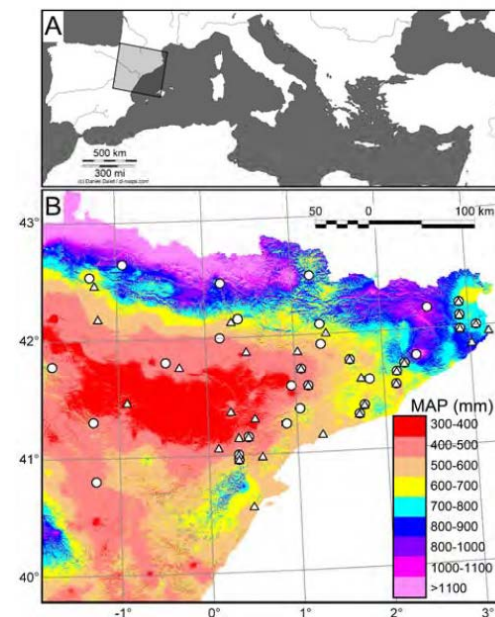 A
500 km
300 mi
(c) Daniel Dalet / d-maps.com
B
50 0 100 km
43°
42°
41°
40°
-1° 0° 1° 2° 3°
MAP (mm)
300-400
400-500
500-600
600-700
700-800
800-900
800-1000
1000-1100
>1100